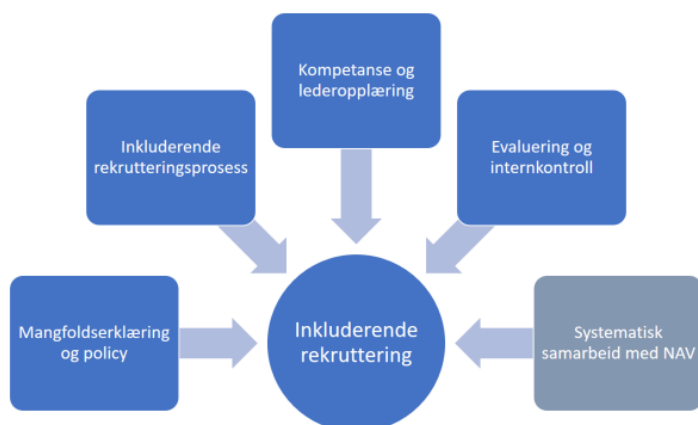 Kompetanse og
lederopplæring
Inkluderende
rekrutteringsprosess
Evaluering og
internkontroll
Mangfoldserklæring
og policy
Inkluderende
rekruttering
Systematisk
samarbeid med NAV